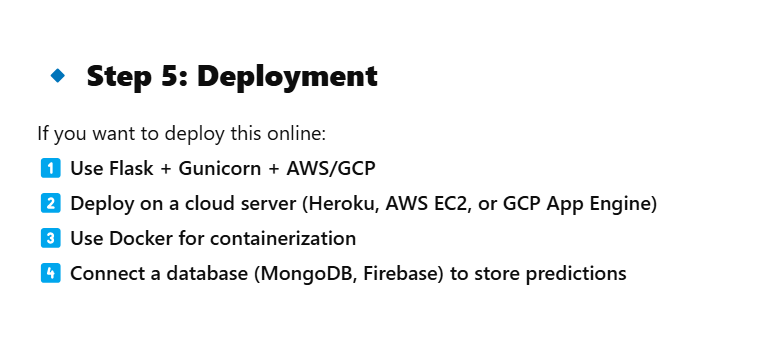 🔹 Step 5: Deployment
If you want to deploy this online:
1️⃣ Use Flask + Gunicorn + AWS/GCP
2️⃣ Deploy on a cloud server (Heroku, AWS EC2, or GCP App Engine)
3️⃣ Use Docker for containerization
4️⃣ Connect a database (MongoDB, Firebase) to store predictions